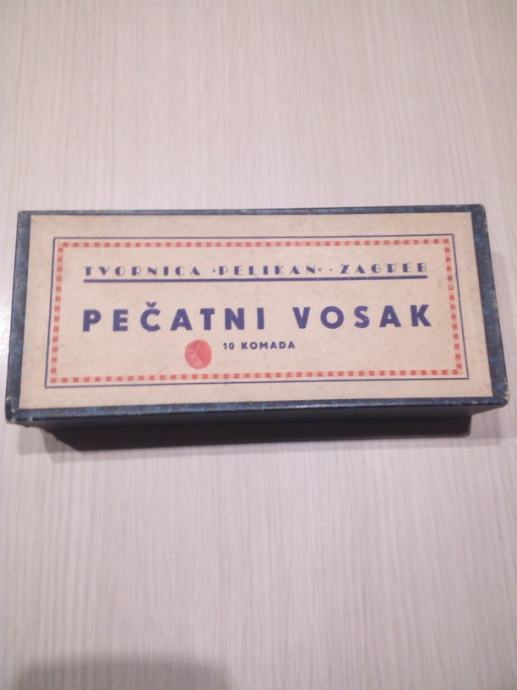 TVORNICA ›PELIKAN‹ - ZAGREB
PEČATNI VOSAK
10 KOMADA